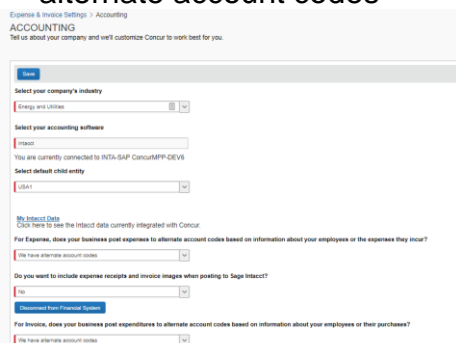 alternate account codes
Expense & Invoice Settings > Accounting
ACCOUNTING
Tell us about your company and we'll customize Concur to work best for you.
Save
Select your company's industry
Energy and Utilities
Select your accounting software
Intacct
You are currently connected to INTA-SAP ConcurMPP-DEV6
Select default child entity
USA1
My Intacct Data
Click here to see the Intacct data currently integrated with Concur.
For Expense, does your business post expenses to alternate account codes based on information about your employees or the expenses they incur?
We have alternate account codes
Do you want to include expense receipts and invoice images when posting to Sage Intacct?
No
Disconnect from Financial System
For Invoice, does your business post expenditures to alternate account codes based on information about your employees or their purchases?
We have alternate account codes